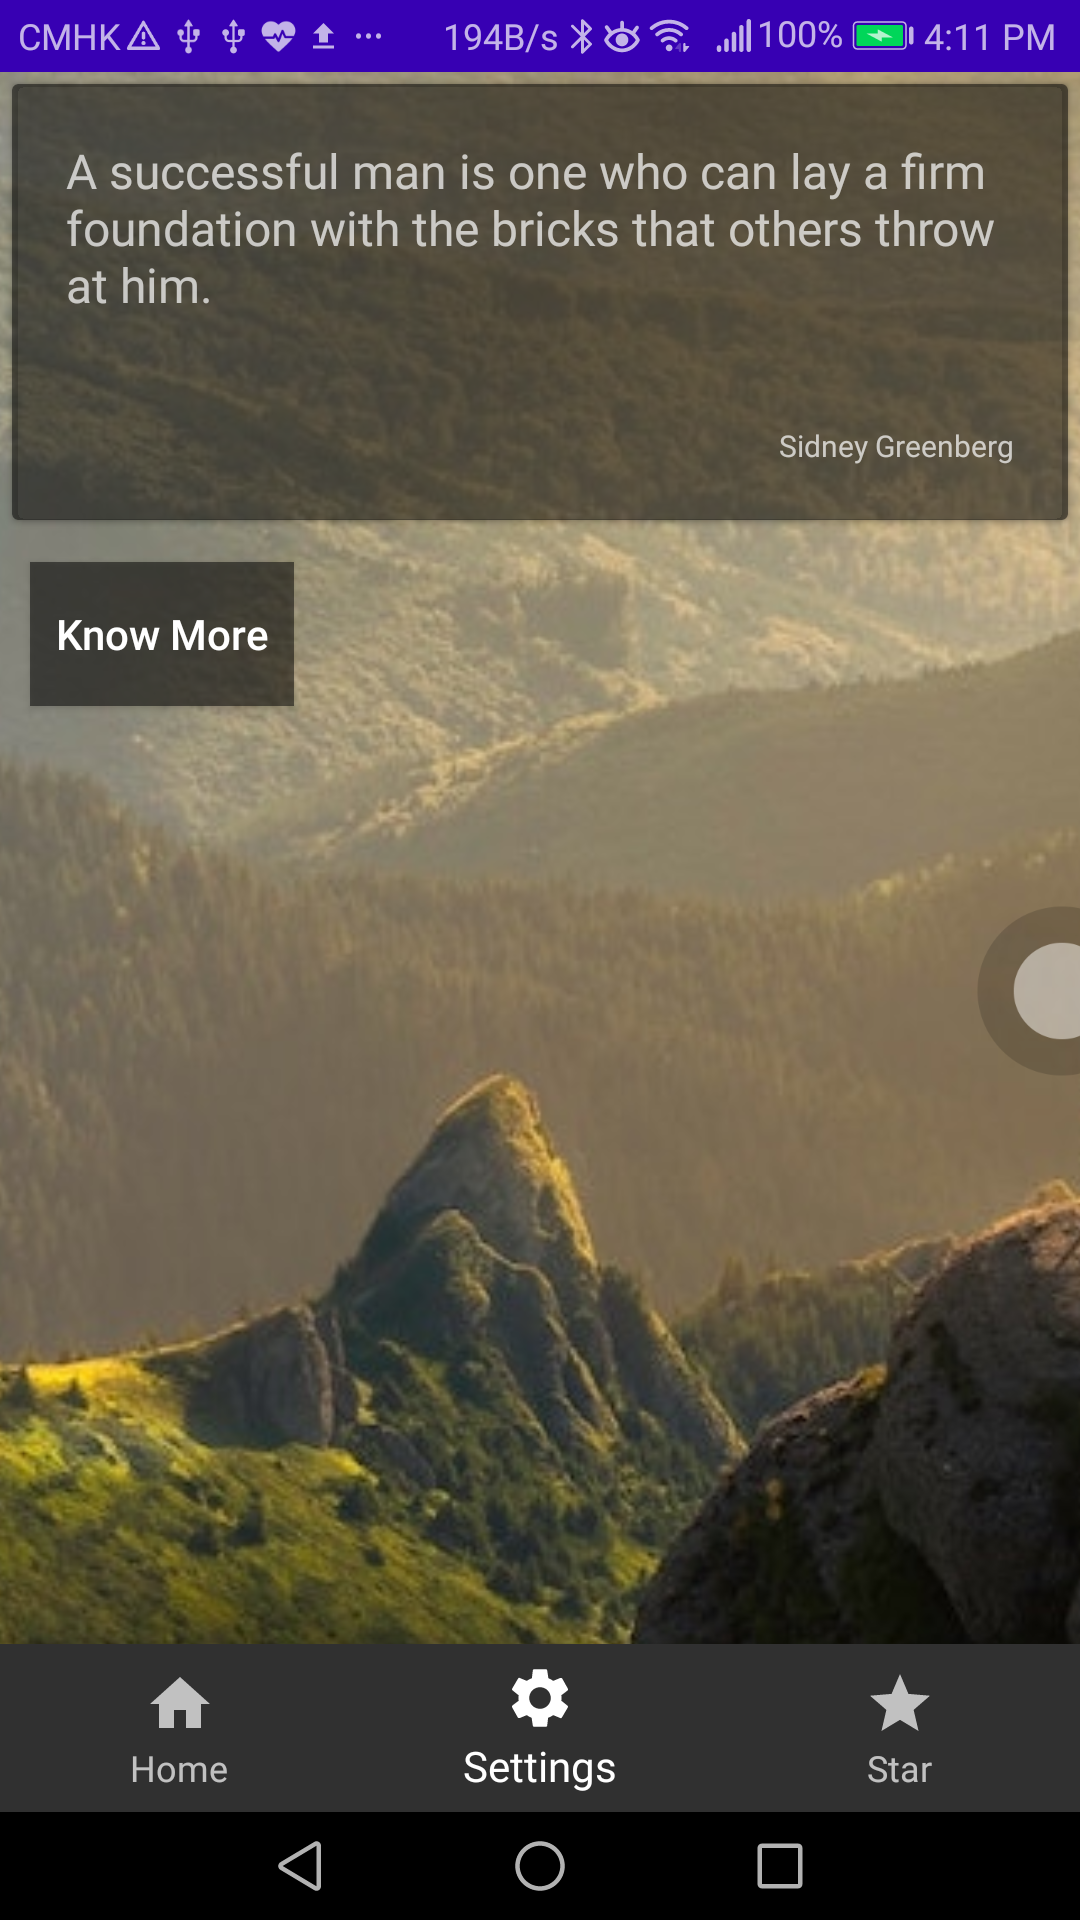 CMHK 194B/s 100% 4:11 PM
A successful man is one who can lay a firm
foundation with the bricks that others throw
at him.
Sidney Greenberg
Know More
Home Settings Star